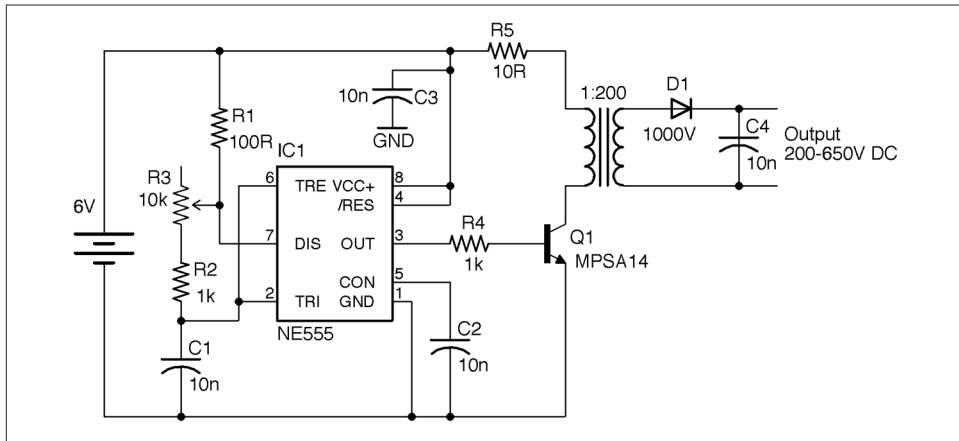 R5
10R
10n
C3
GND
1:200
D1
1000V
C4
10n
Output
200-650V DC
R1
100R
IC1
R3
10k
6V
6
TRE
VCC+
8
/RES
4
7
DIS
OUT
3
R4
1k
Q1
MPSA14
R2
1k
CON
5
2
TRI
GND
1
NE555
C1
10n
C2
10n